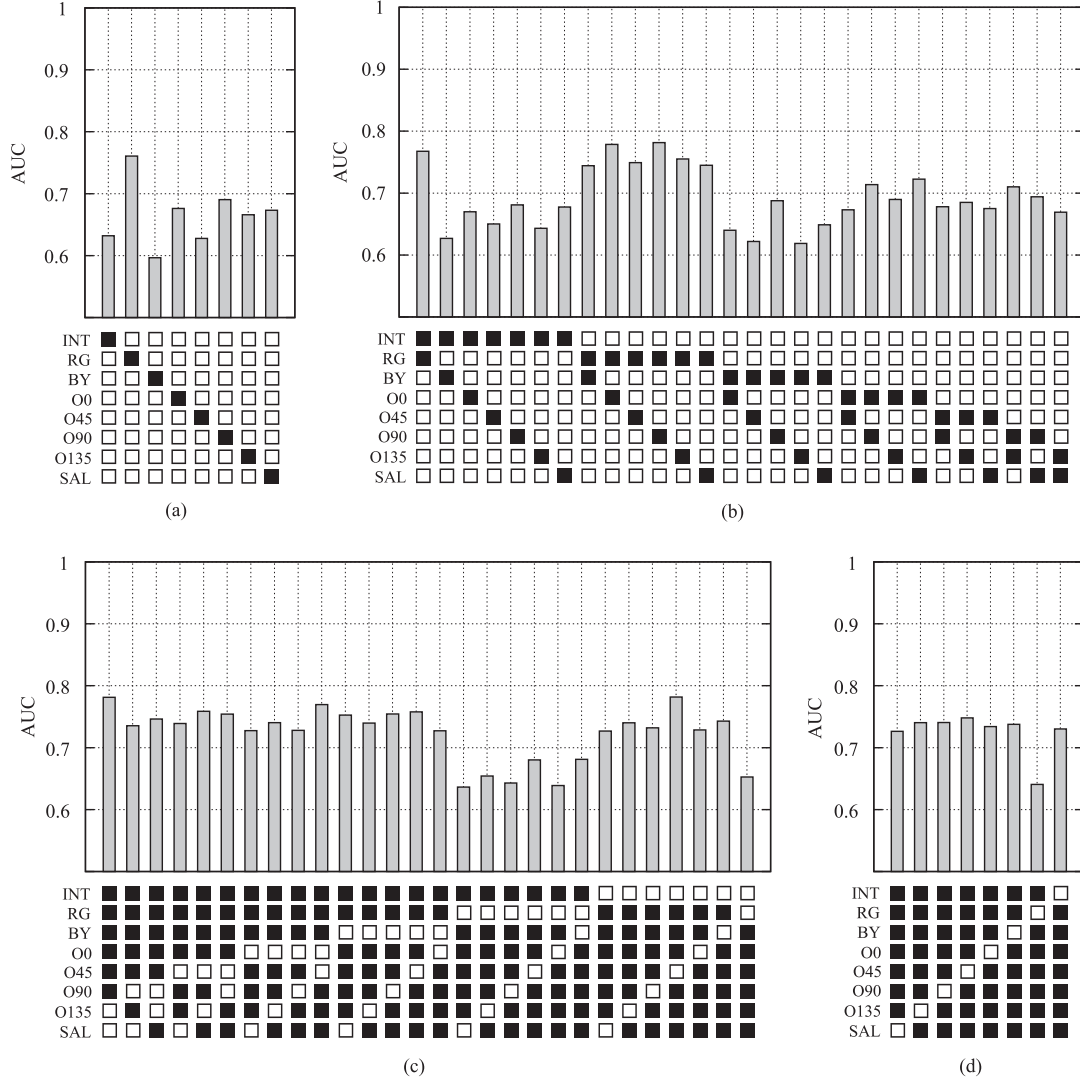 1
0.9
0.8
0.7
0.6
AUC
INT
RG
BY
O0
O45
O90
O135
SAL
(a)
1
0.9
0.8
0.7
0.6
AUC
INT
RG
BY
O0
O45
O90
O135
SAL
(b)
1
0.9
0.8
0.7
0.6
AUC
INT
RG
BY
O0
O45
O90
O135
SAL
(c)
1
0.9
0.8
0.7
0.6
AUC
INT
RG
BY
O0
O45
O90
O135
SAL
(d)